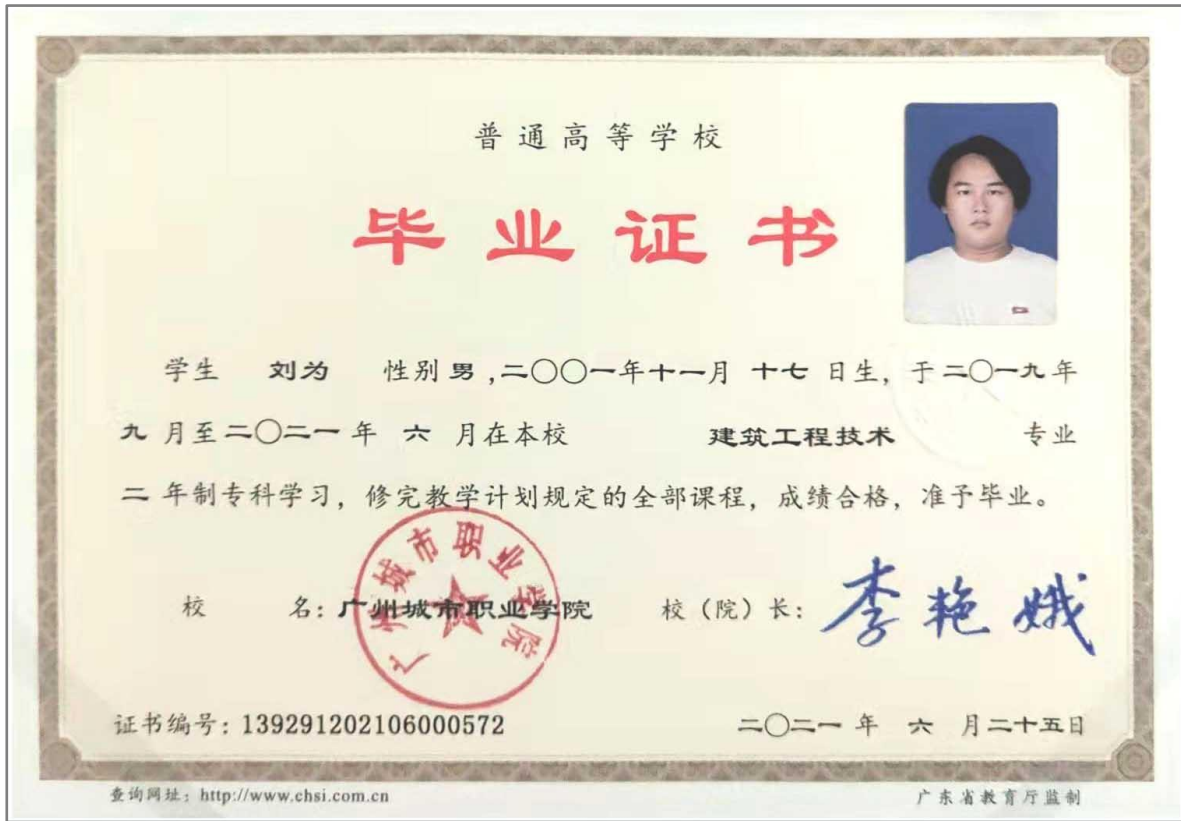 普通高等学校
毕业证书
学生 刘为 性别 男 ,二〇〇一年十一月 十七 日生, 于二〇一九年
九 月至二〇二一 年 六 月在本校 建筑工程技术 专业
二 年制专科学习, 修完教学计划规定的全部课程, 成绩合格, 准予毕业。
广州城市职业学院
校 名: 广州城市职业学院 校(院)长: 李艳娥
证书编号: 139291202106000572 二〇二一 年 六 月二十五日
查询网址: http://www.chsi.com.cn 广东省教育厅监制